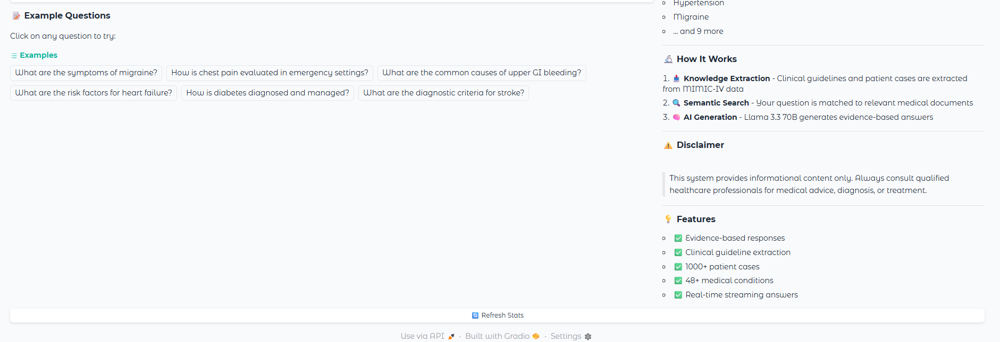 📝 Example Questions
Click on any question to try:
Examples
What are the symptoms of migraine?
How is chest pain evaluated in emergency settings?
What are the common causes of upper GI bleeding?
What are the risk factors for heart failure?
How is diabetes diagnosed and managed?
What are the diagnostic criteria for stroke?
Hypertension
Migraine
... and 9 more
🔬 How It Works
1. 📥 Knowledge Extraction - Clinical guidelines and patient cases are extracted
from MIMIC-IV data
2. 🔍 Semantic Search - Your question is matched to relevant medical documents
3. 🧠 AI Generation - Llama 3.3 70B generates evidence-based answers
⚠️ Disclaimer
This system provides informational content only. Always consult qualified
healthcare professionals for medical advice, diagnosis, or treatment.
💡 Features
✅ Evidence-based responses
✅ Clinical guideline extraction
✅ 1000+ patient cases
✅ 48+ medical conditions
✅ Real-time streaming answers
🔄 Refresh Stats
Use via API 🚀 · Built with Gradio · Settings ⚙️